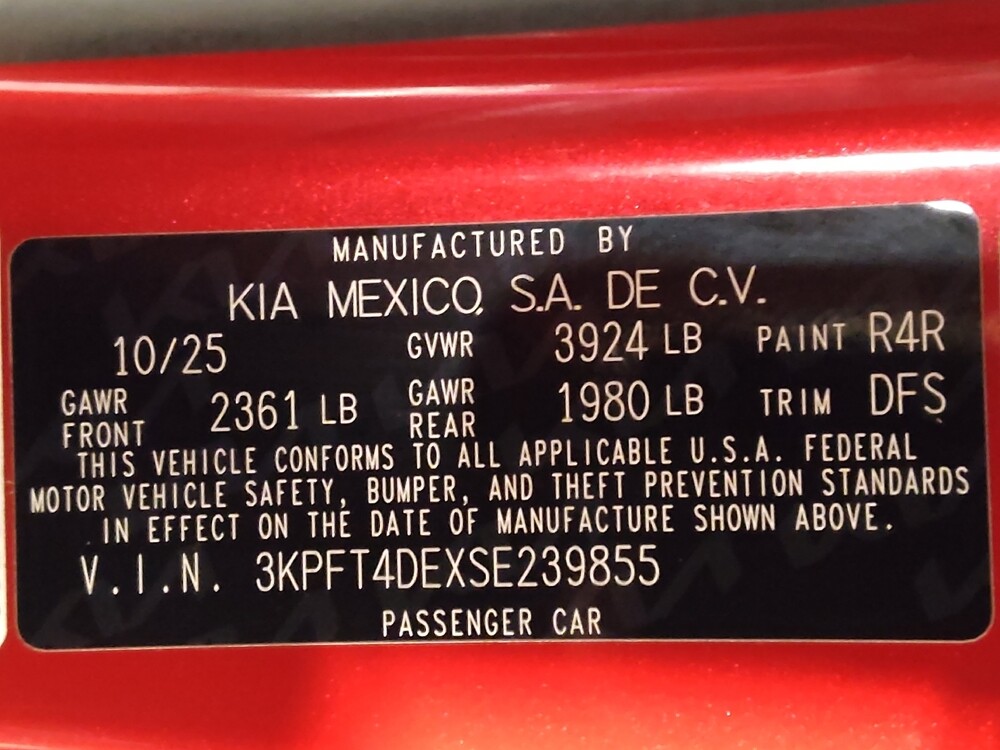 MANUFACTURED BY
KIA MEXICO, S.A. DE C.V.
10/25 GVWR 3924 LB PAINT R4R
GAWR FRONT 2361 LB GAWR REAR 1980 LB TRIM DFS
THIS VEHICLE CONFORMS TO ALL APPLICABLE U.S.A. FEDERAL
MOTOR VEHICLE SAFETY, BUMPER, AND THEFT PREVENTION STANDARDS
IN EFFECT ON THE DATE OF MANUFACTURE SHOWN ABOVE.
V.I.N. 3KPFT4DEXSE239855
PASSENGER CAR